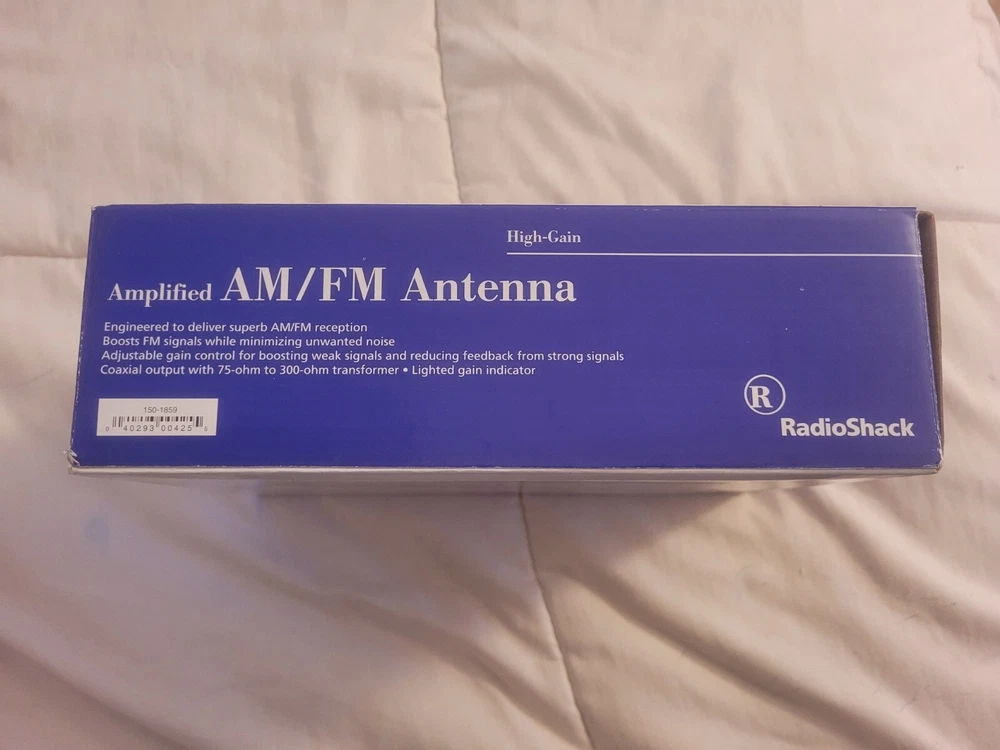 High-Gain
Amplified AM/FM Antenna
Engineered to deliver superb AM/FM reception
Boosts FM signals while minimizing unwanted noise
Adjustable gain control for boosting weak signals and reducing feedback from strong signals
Coaxial output with 75-ohm to 300-ohm transformer • Lighted gain indicator
150-1859
0 40293 00425 5
R
RadioShack